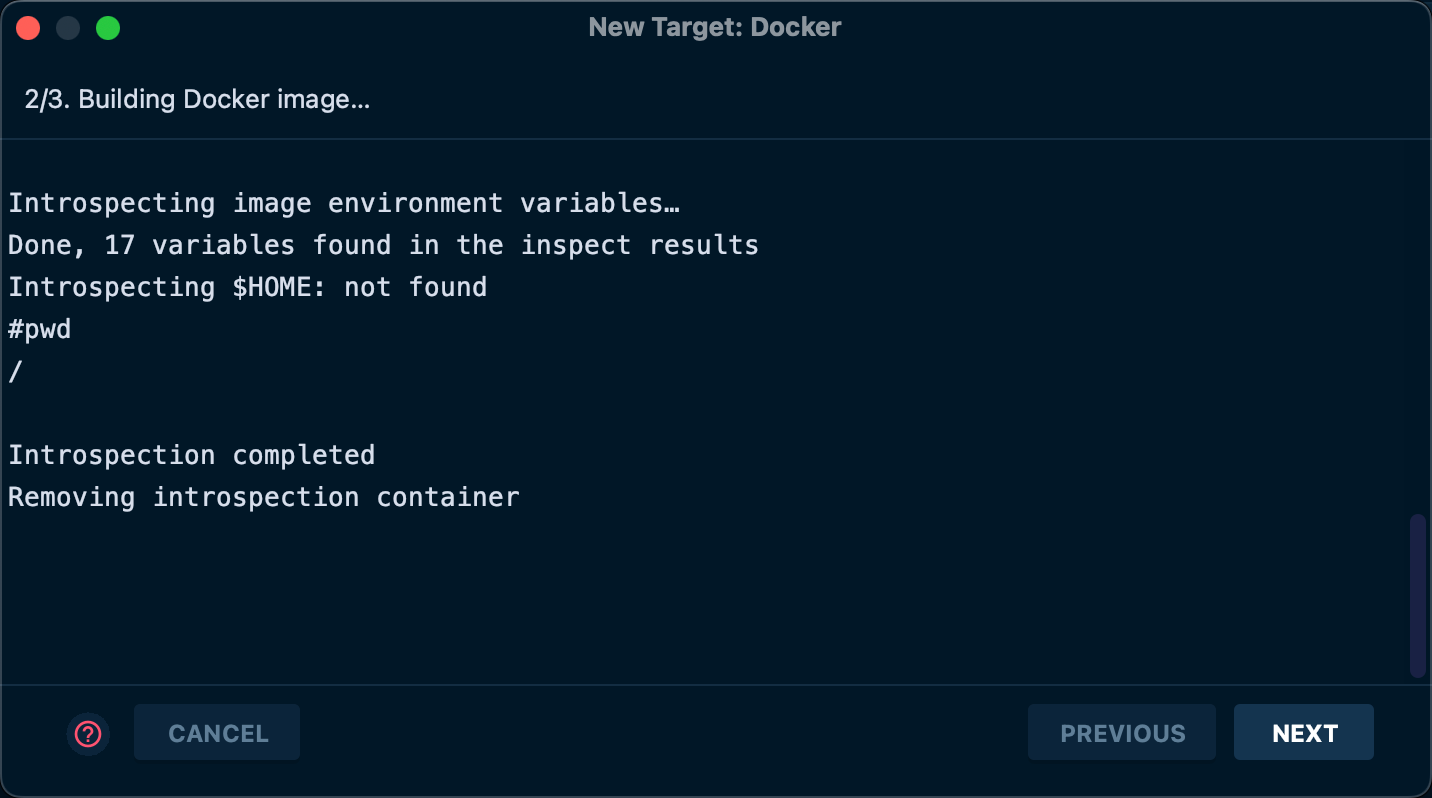 New Target: Docker
2/3. Building Docker image...
Introspecting image environment variables…
Done, 17 variables found in the inspect results
Introspecting $HOME: not found
#pwd
/
Introspection completed
Removing introspection container
?
CANCEL
PREVIOUS
NEXT